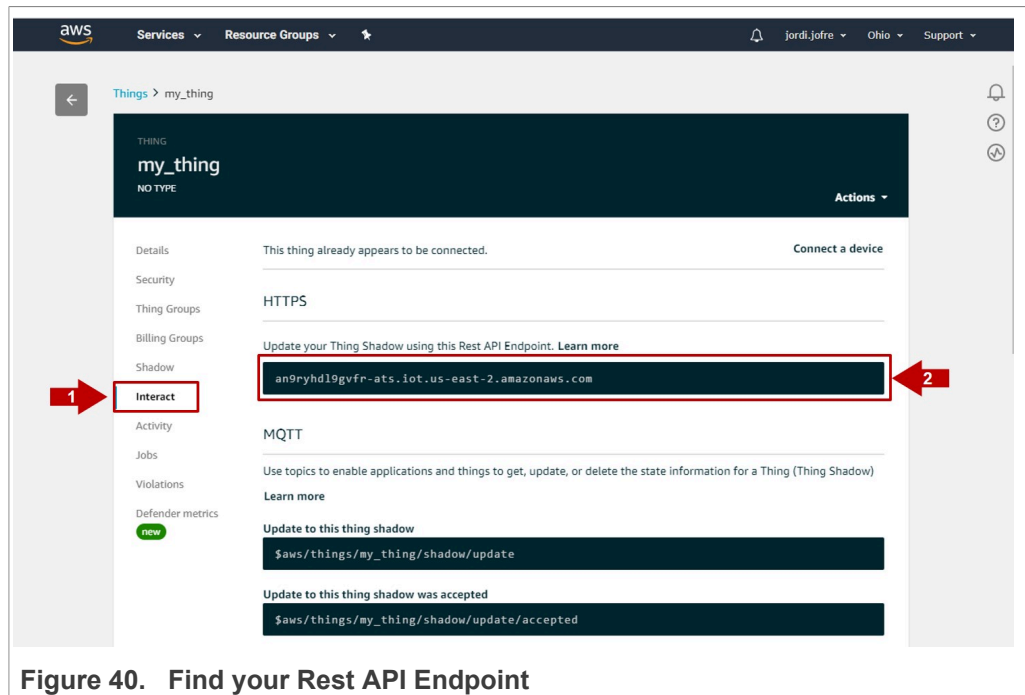 aws Services Resource Groups jordi.jofre Ohio Support
Things > my_thing
THING
my_thing
NO TYPE
Actions
Details
Security
Thing Groups
Billing Groups
Shadow
1
Interact
Activity
Jobs
Violations
Defender metrics
new
This thing already appears to be connected. Connect a device
HTTPS
Update your Thing Shadow using this Rest API Endpoint. Learn more
an9ryhdl9gvfr-ats.iot.us-east-2.amazonaws.com
2
MQTT
Use topics to enable applications and things to get, update, or delete the state information for a Thing (Thing Shadow)
Learn more
Update to this thing shadow
$aws/things/my_thing/shadow/update
Update to this thing shadow was accepted
$aws/things/my_thing/shadow/update/accepted
Figure 40. Find your Rest API Endpoint